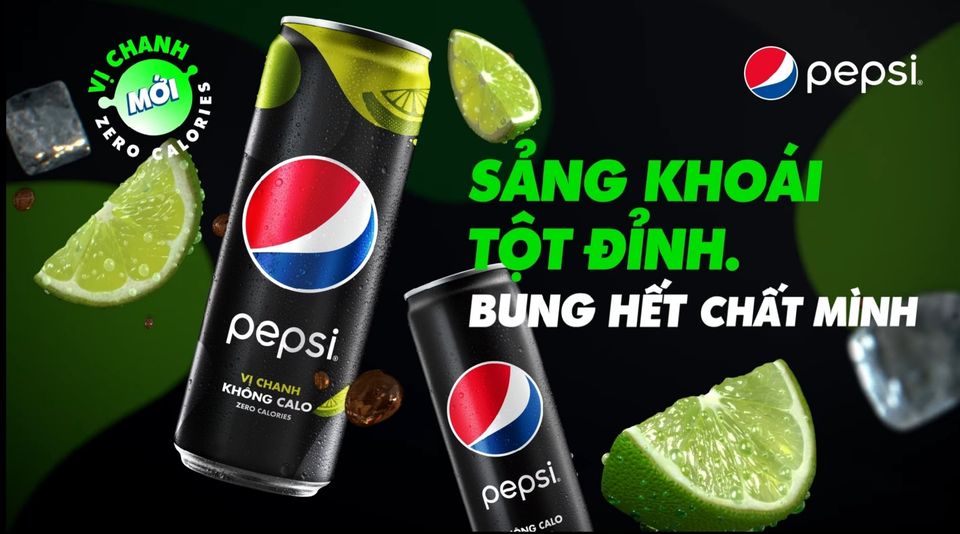 VỊ CHANH
MỚI
ZERO CALORIES
pepsi
SẢNG KHOÁI
TỘT ĐỈNH.
BUNG HẾT CHẤT MÌNH
pepsi
VỊ CHANH
KHÔNG CALO
ZERO CALORIES
pepsi
CALO